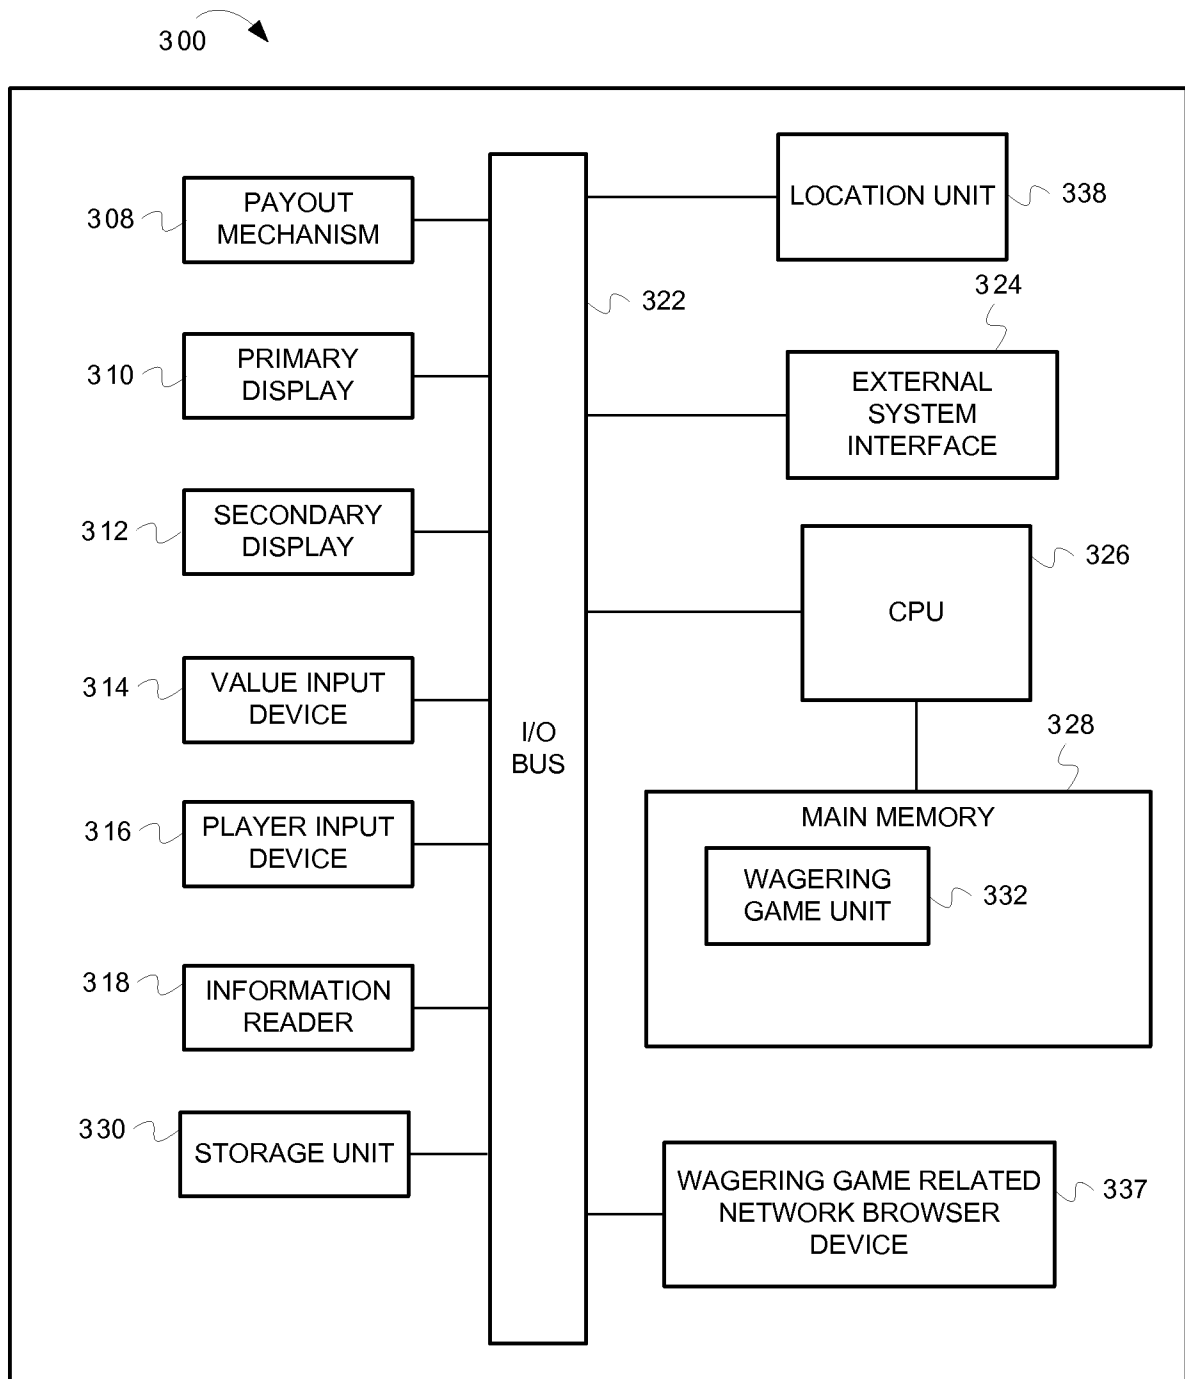 300
308
PAYOUT
MECHANISM
310
PRIMARY
DISPLAY
312
SECONDARY
DISPLAY
314
VALUE INPUT
DEVICE
316
PLAYER INPUT
DEVICE
318
INFORMATION
READER
330
STORAGE UNIT
I/O
BUS
322
LOCATION UNIT
338
324
EXTERNAL
SYSTEM
INTERFACE
CPU
326
328
MAIN MEMORY
WAGERING
GAME UNIT
332
WAGERING GAME RELATED
NETWORK BROWSER
DEVICE
337